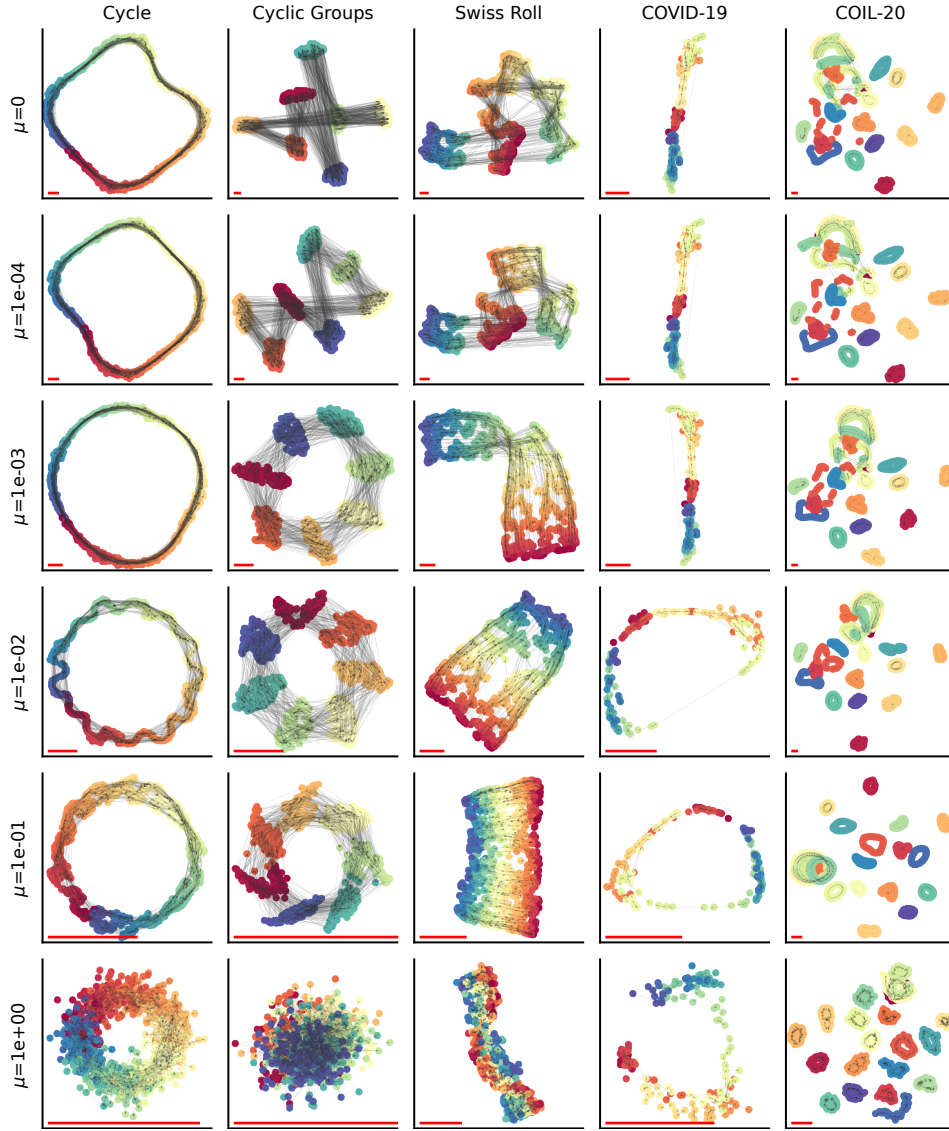 Cycle Cyclic Groups Swiss Roll COVID-19 COIL-20
μ=0
μ=1e-04
μ=1e-03
μ=1e-02
μ=1e-01
μ=1e+00